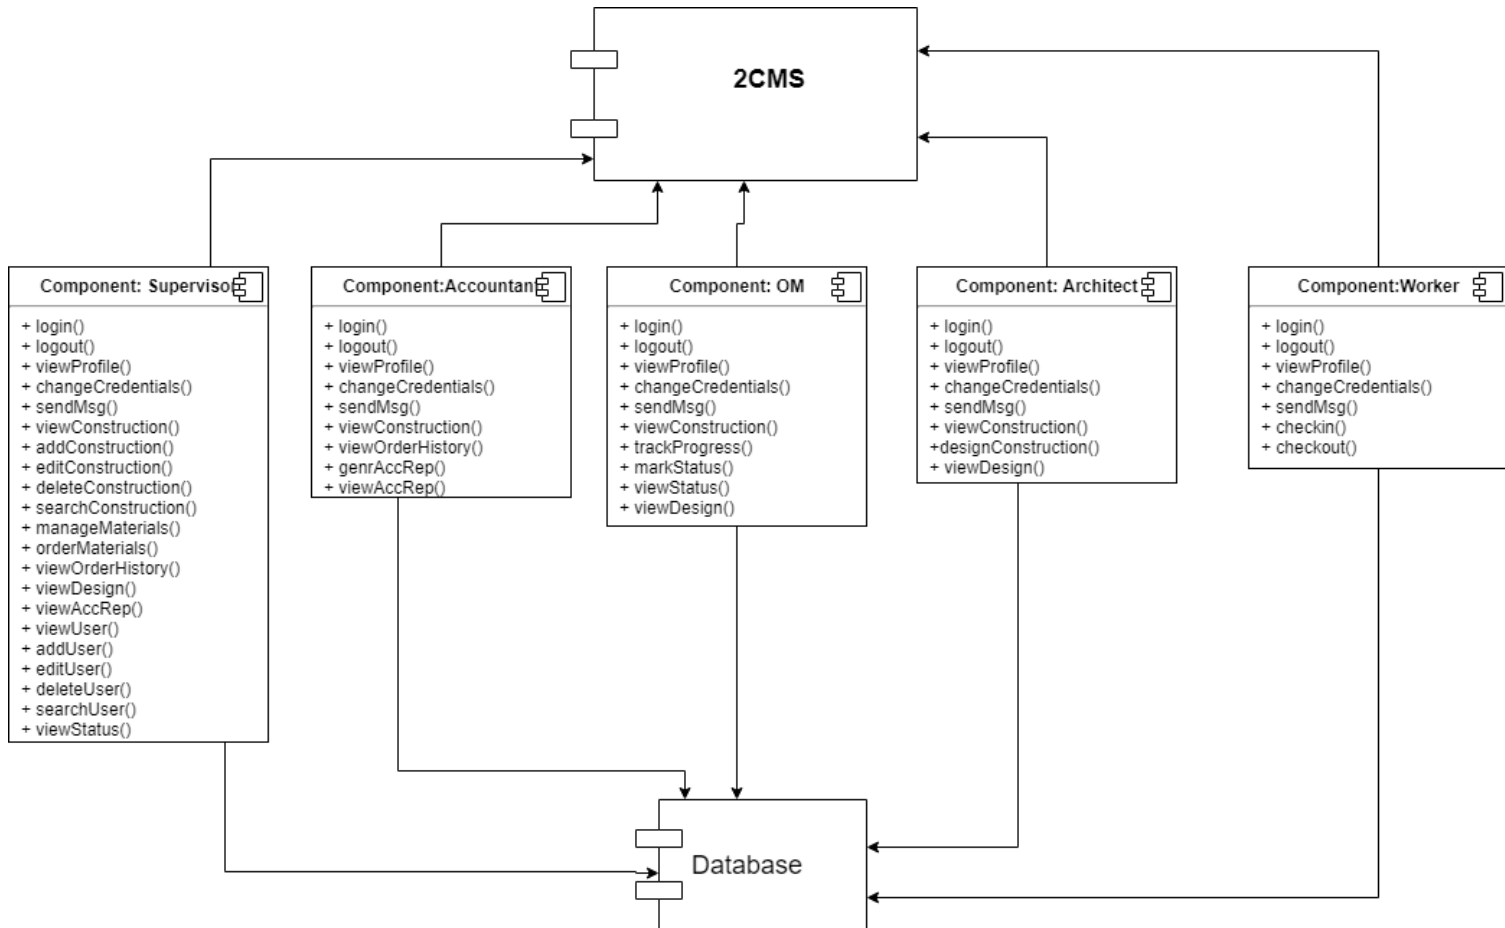 2CMS
Component: Supervisor
+ login()
+ logout()
+ viewProfile()
+ changeCredentials()
+ sendMsg()
+ viewConstruction()
+ addConstruction()
+ editConstruction()
+ deleteConstruction()
+ searchConstruction()
+ manageMaterials()
+ orderMaterials()
+ viewOrderHistory()
+ viewDesign()
+ viewAccRep()
+ viewUser()
+ addUser()
+ editUser()
+ deleteUser()
+ searchUser()
+ viewStatus()
Component:Accountant
+ login()
+ logout()
+ viewProfile()
+ changeCredentials()
+ sendMsg()
+ viewConstruction()
+ viewOrderHistory()
+ genrAccRep()
+ viewAccRep()
Component: OM
+ login()
+ logout()
+ viewProfile()
+ changeCredentials()
+ sendMsg()
+ viewConstruction()
+ trackProgress()
+ markStatus()
+ viewStatus()
+ viewDesign()
Component: Architect
+ login()
+ logout()
+ viewProfile()
+ changeCredentials()
+ sendMsg()
+ viewConstruction()
+designConstruction()
+ viewDesign()
Component:Worker
+ login()
+ logout()
+ viewProfile()
+ changeCredentials()
+ sendMsg()
+ checkin()
+ checkout()
Database